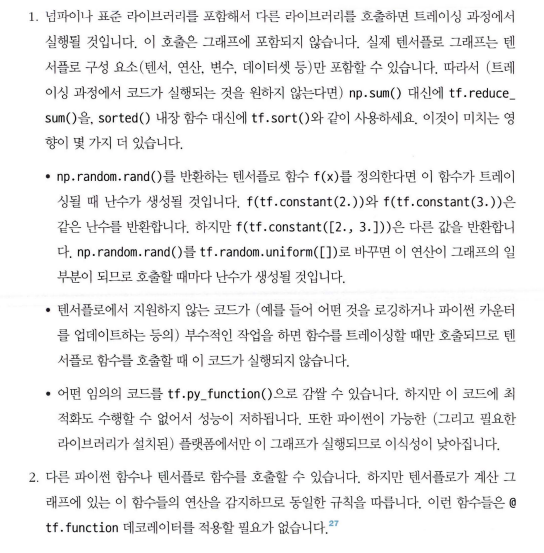 1. 넘파이나 표준 라이브러리를 포함해서 다른 라이브러리를 호출하면 트레이싱 과정에서
실행될 것입니다. 이 호출은 그래프에 포함되지 않습니다. 실제 텐서플로 그래프는 텐
서플로 구성 요소(텐서, 연산, 변수, 데이터셋 등)만 포함할 수 있습니다. 따라서 (트레
이싱 과정에서 코드가 실행되는 것을 원하지 않는다면) np.sum() 대신에 tf.reduce_
sum()을, sorted() 내장 함수 대신에 tf.sort()와 같이 사용하세요. 이것이 미치는 영
향이 몇 가지 더 있습니다.
• np.random.rand()를 반환하는 텐서플로 함수 f(x)를 정의한다면 이 함수가 트레이
싱될 때 난수가 생성될 것입니다. f(tf.constant(2.))와 f(tf.constant(3.))은
같은 난수를 반환합니다. 하지만 f(tf.constant([2., 3.]))은 다른 값을 반환합니
다. np.random.rand()를 tf.random.uniform([])로 바꾸면 이 연산이 그래프의 일
부분이 되므로 호출할 때마다 난수가 생성될 것입니다.
• 텐서플로에서 지원하지 않는 코드가 (예를 들어 어떤 것을 로깅하거나 파이썬 카운터
를 업데이트하는 등의) 부수적인 작업을 하면 함수를 트레이싱할 때만 호출되므로 텐
서플로 함수를 호출할 때 이 코드가 실행되지 않습니다.
• 어떤 임의의 코드를 tf.py_function()으로 감쌀 수 있습니다. 하지만 이 코드에 최
적화도 수행할 수 없어서 성능이 저하됩니다. 또한 파이썬이 가능한 (그리고 필요한
라이브러리가 설치된) 플랫폼에서만 이 그래프가 실행되므로 이식성이 낮아집니다.
2. 다른 파이썬 함수나 텐서플로 함수를 호출할 수 있습니다. 하지만 텐서플로가 계산 그
래프에 있는 이 함수들의 연산을 감지하므로 동일한 규칙을 따릅니다. 이런 함수들은 @
tf.function 데코레이터를 적용할 필요가 없습니다.27